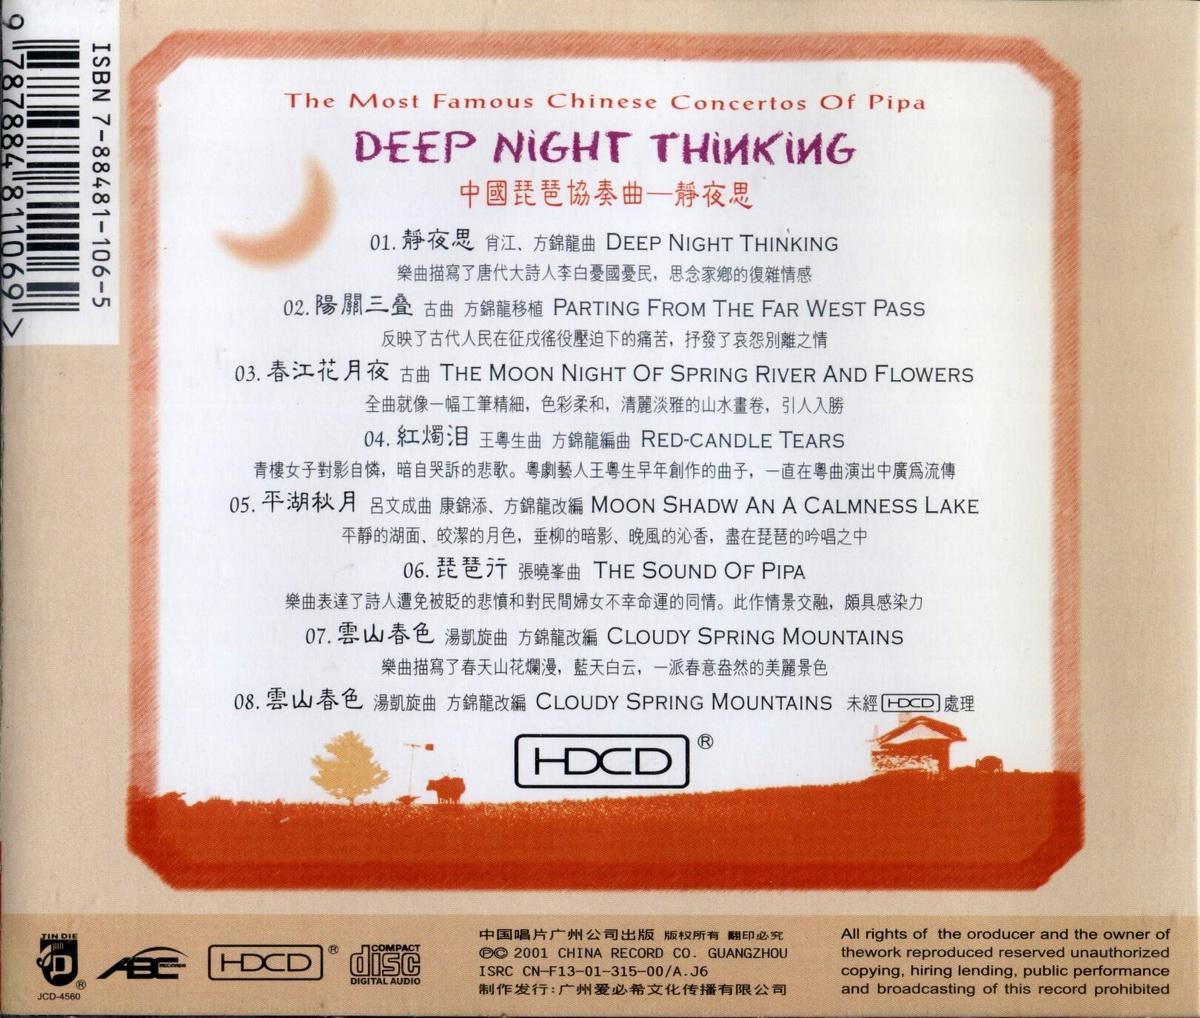 ISBN 7-88481-106-5
9 787884 811069 >
The Most Famous Chinese Concertos Of Pipa
DEEP NiGHT THiNKiNG
中國琵琶協奏曲—靜夜思
01. 靜夜思 肖江、方錦龍曲 DEEP NIGHT THINKING
樂曲描寫了唐代大詩人李白憂國憂民，思念家鄉的復雜情感
02. 陽關三叠 古曲 方錦龍移植 PARTING FROM THE FAR WEST PASS
反映了古代人民在征戍徭役壓迫下的痛苦，抒發了哀怨別離之情
03. 春江花月夜 古曲 THE MOON NIGHT OF SPRING RIVER AND FLOWERS
全曲就像一幅工筆精細，色彩柔和，清麗淡雅的山水畫卷，引人入勝
04. 紅燭泪 王粵生曲 方錦龍編曲 RED-CANDLE TEARS
青樓女子對影自憐，暗自哭訴的悲歌。粵劇藝人王粵生早年創作的曲子，一直在粵曲演出中廣爲流傳
05. 平湖秋月 呂文成曲 康錦添、方錦龍改編 MOON SHADW AN A CALMNESS LAKE
平靜的湖面、皎潔的月色，垂柳的暗影、晚風的沁香，盡在琵琶的吟唱之中
06. 琵琶行 張曉峯曲 THE SOUND OF PIPA
樂曲表達了詩人遭免被貶的悲憤和對民間婦女不幸命運的同情。此作情景交融，頗具感染力
07. 雲山春色 湯凱旋曲 方錦龍改編 CLOUDY SPRING MOUNTAINS
樂曲描寫了春天山花爛漫，藍天白云，一派春意盎然的美麗景色
08. 雲山春色 湯凱旋曲 方錦龍改編 CLOUDY SPRING MOUNTAINS 未經HDCD處理
HDCD®
JIN DIE
JD®
JCD-4560
ABC RECORDS
HDCD®
COMPACT disc DIGITAL AUDIO
中国唱片广州公司出版 版权所有 翻印必究
℗© 2001 CHINA RECORD CO. GUANGZHOU
ISRC CN-F13-01-315-00/A.J6
制作发行:广州爱必希文化传播有限公司
All rights of the oroducer and the owner of
thework reproduced reserved unauthorized
copying, hiring lending, public performance
and broadcasting of this record prohibited